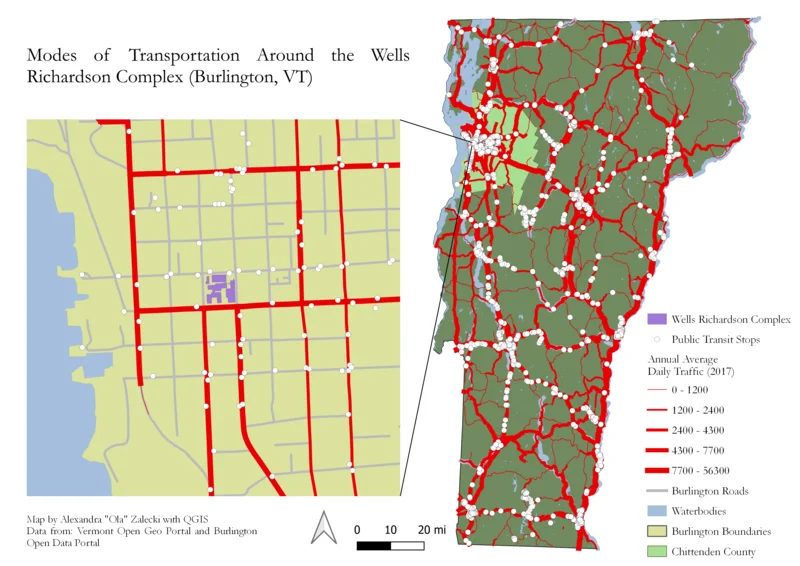 Modes of Transportation Around the Wells
Richardson Complex (Burlington, VT)
Wells Richardson Complex
Public Transit Stops
Annual Average
Daily Traffic (2017)
0 - 1200
1200 - 2400
2400 - 4300
4300 - 7700
7700 - 56300
Burlington Roads
Waterbodies
Burlington Boundaries
Chittenden County
Map by Alexandra "Ola" Zalecki with QGIS
Data from: Vermont Open Geo Portal and Burlington
Open Data Portal
0 10 20 mi